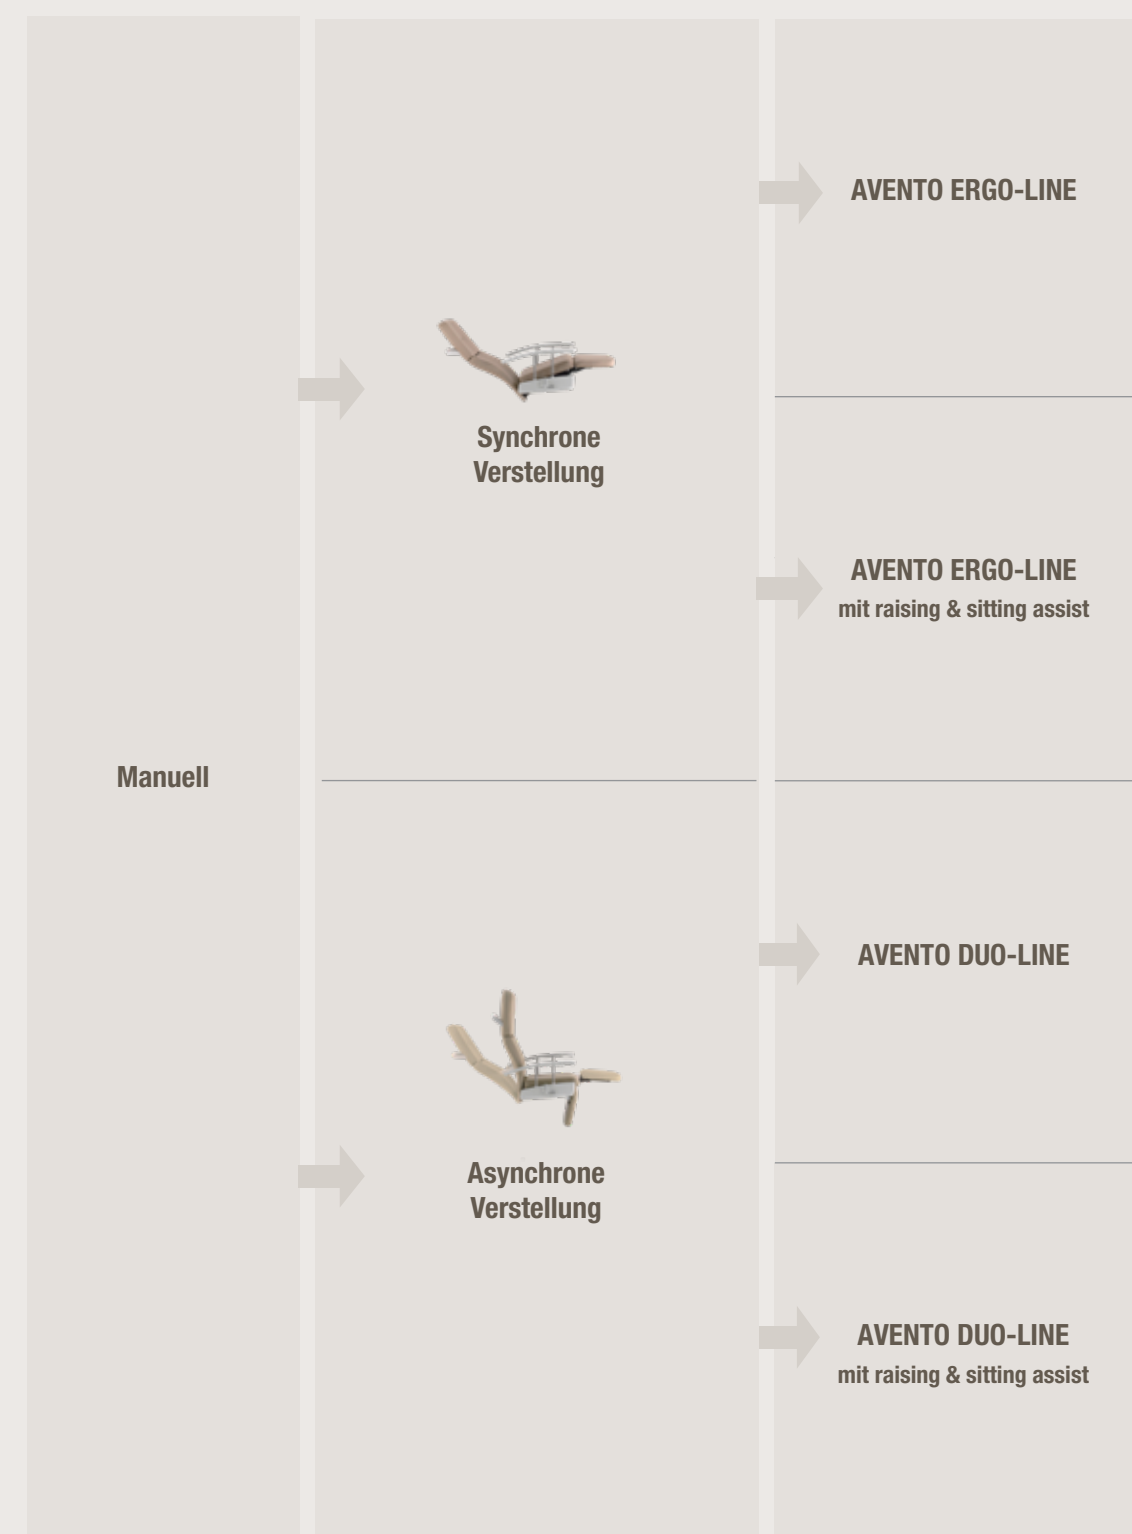 Manuell
Synchrone
Verstellung
AVENTO ERGO-LINE
AVENTO ERGO-LINE
mit raising & sitting assist
Asynchrone
Verstellung
AVENTO DUO-LINE
AVENTO DUO-LINE
mit raising & sitting assist